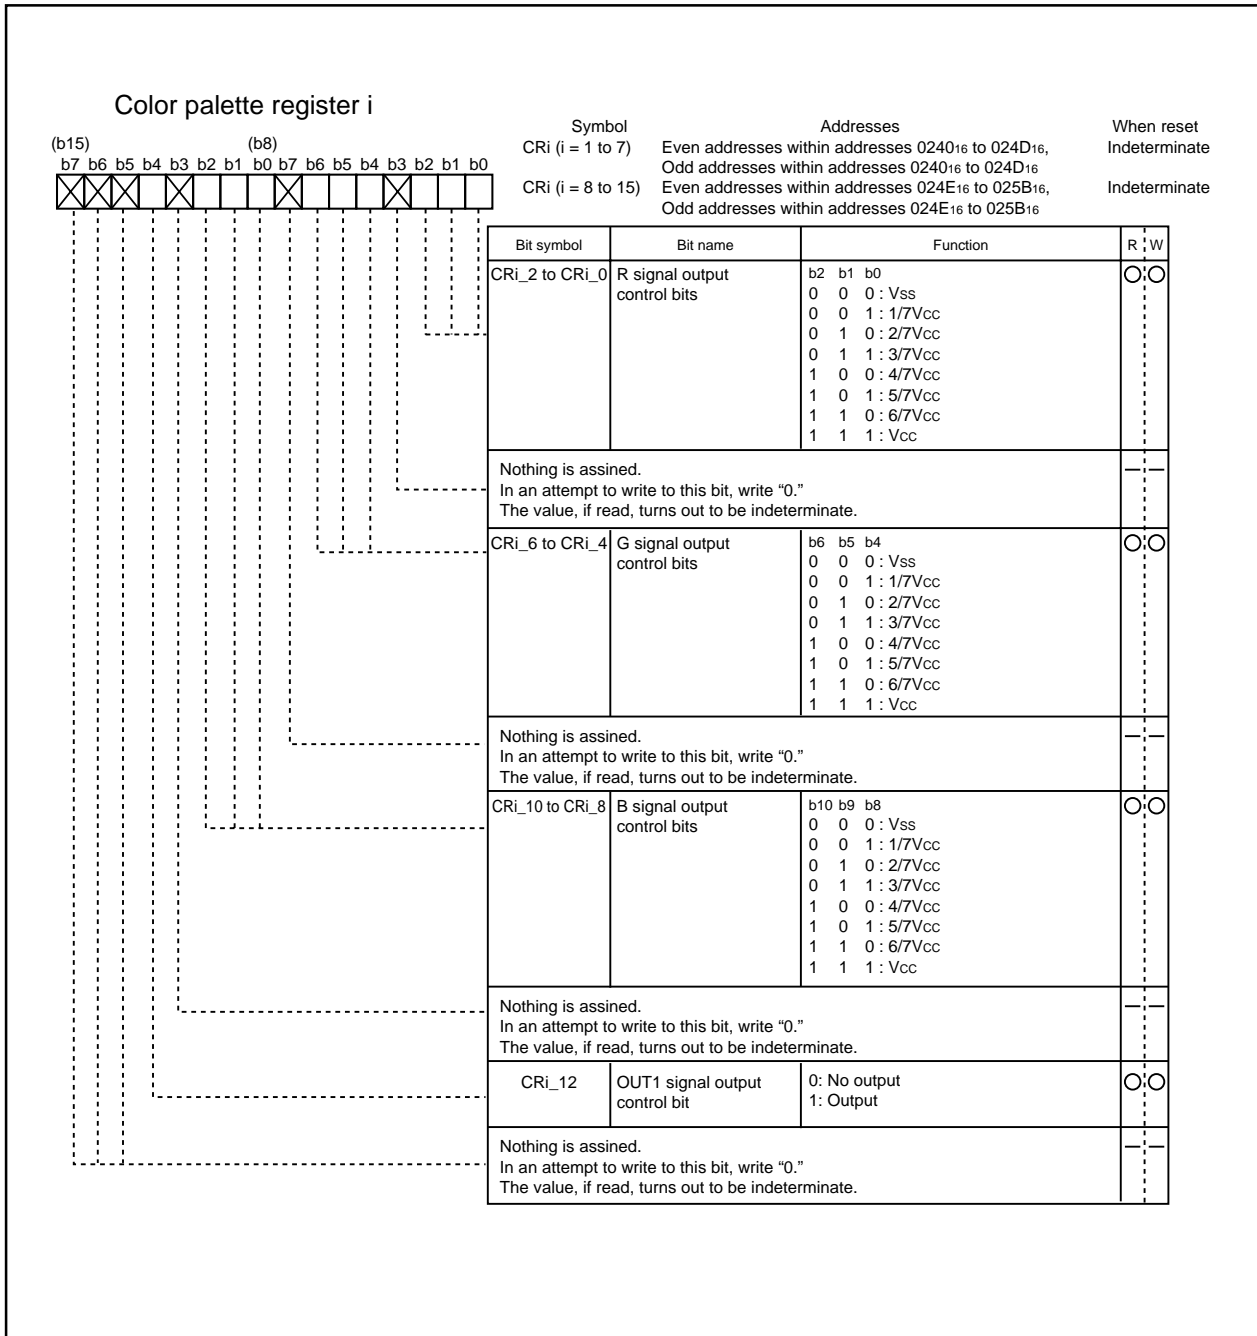 Color palette register i
(b15) (b8)
b7 b6 b5 b4 b3 b2 b1 b0 b7 b6 b5 b4 b3 b2 b1 b0
Symbol Addresses When reset
CRi (i = 1 to 7) Even addresses within addresses 024016 to 024D16, Indeterminate
Odd addresses within addresses 024016 to 024D16
CRi (i = 8 to 15) Even addresses within addresses 024E16 to 025B16, Indeterminate
Odd addresses within addresses 024E16 to 025B16
Bit symbol Bit name Function R W
CRi_2 to CRi_0 R signal output control bits
b2 b1 b0
0 0 0 : VSS
0 0 1 : 1/7VCC
0 1 0 : 2/7VCC
0 1 1 : 3/7VCC
1 0 0 : 4/7VCC
1 0 1 : 5/7VCC
1 1 0 : 6/7VCC
1 1 1 : VCC
Nothing is assined.
In an attempt to write to this bit, write “0.”
The value, if read, turns out to be indeterminate.
CRi_6 to CRi_4 G signal output control bits
b6 b5 b4
0 0 0 : VSS
0 0 1 : 1/7VCC
0 1 0 : 2/7VCC
0 1 1 : 3/7VCC
1 0 0 : 4/7VCC
1 0 1 : 5/7VCC
1 1 0 : 6/7VCC
1 1 1 : VCC
Nothing is assined.
In an attempt to write to this bit, write “0.”
The value, if read, turns out to be indeterminate.
CRi_10 to CRi_8 B signal output control bits
b10 b9 b8
0 0 0 : VSS
0 0 1 : 1/7VCC
0 1 0 : 2/7VCC
0 1 1 : 3/7VCC
1 0 0 : 4/7VCC
1 0 1 : 5/7VCC
1 1 0 : 6/7VCC
1 1 1 : VCC
Nothing is assined.
In an attempt to write to this bit, write “0.”
The value, if read, turns out to be indeterminate.
CRi_12 OUT1 signal output control bit
0: No output
1: Output
Nothing is assined.
In an attempt to write to this bit, write “0.”
The value, if read, turns out to be indeterminate.